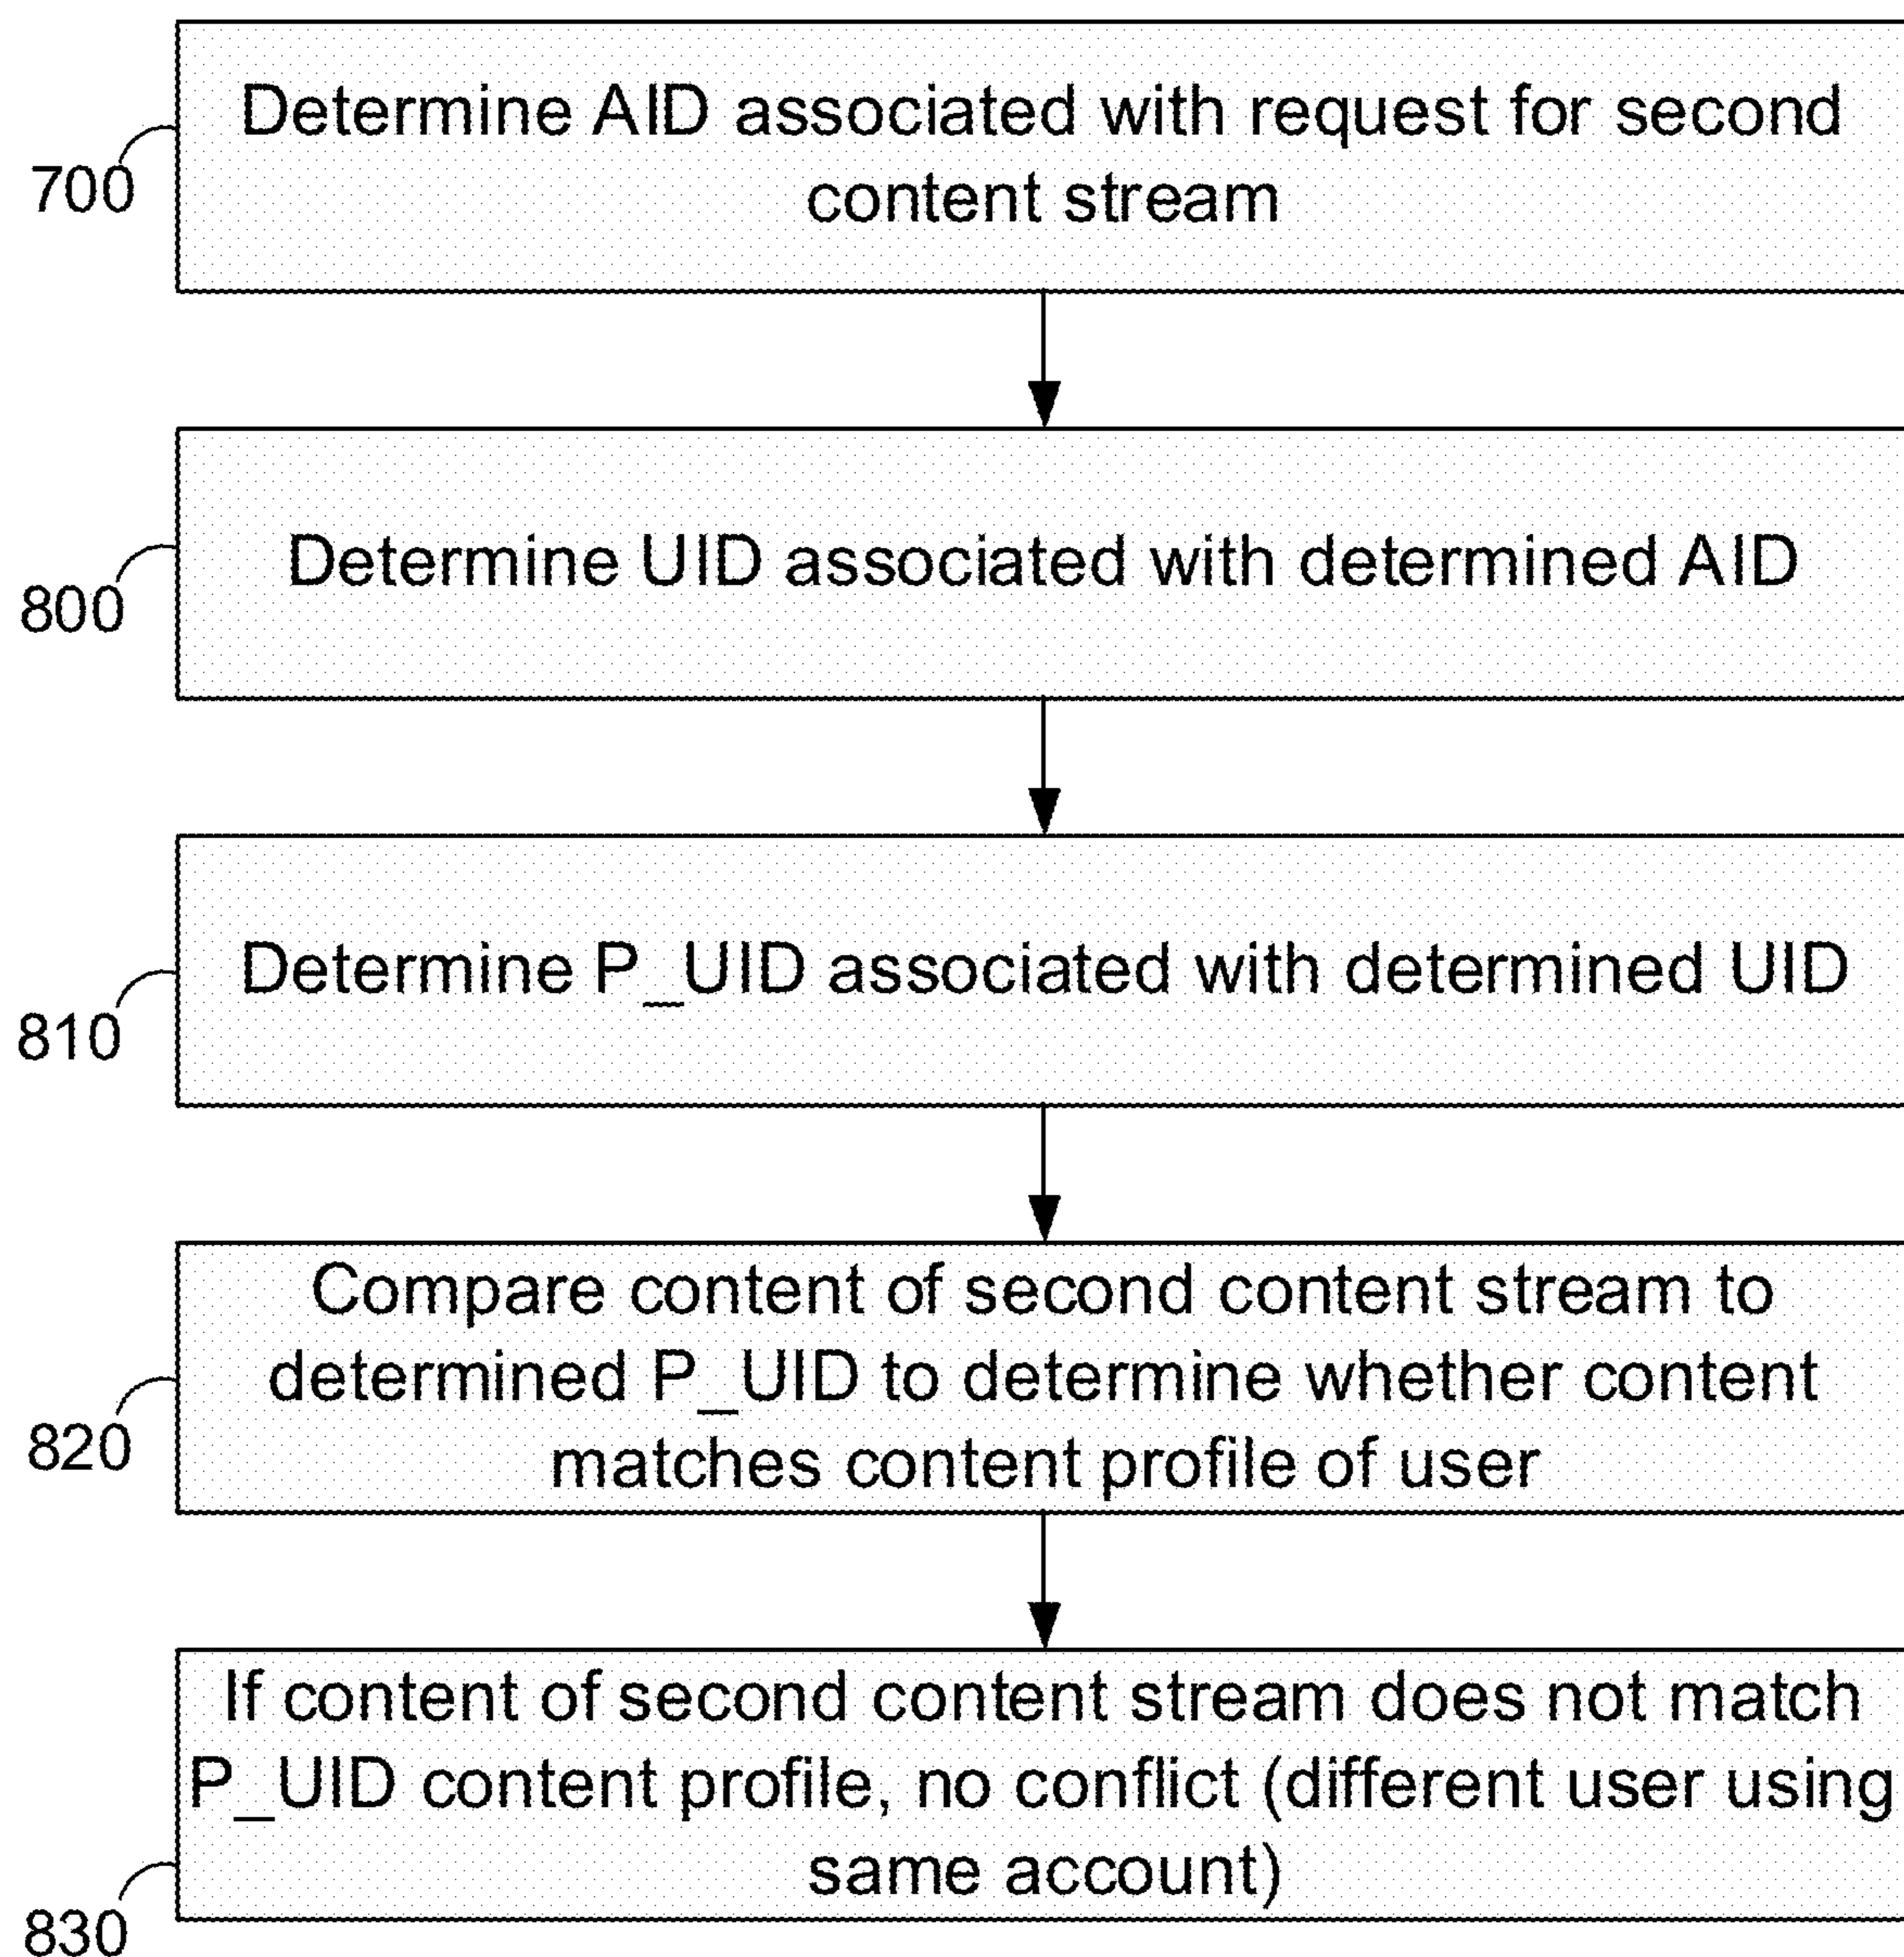 Determine AID associated with request for second
content stream
700
Determine UID associated with determined AID
800
Determine P_UID associated with determined UID
810
Compare content of second content stream to
determined P_UID to determine whether content
matches content profile of user
820
If content of second content stream does not match
P_UID content profile, no conflict (different user using
same account)
830